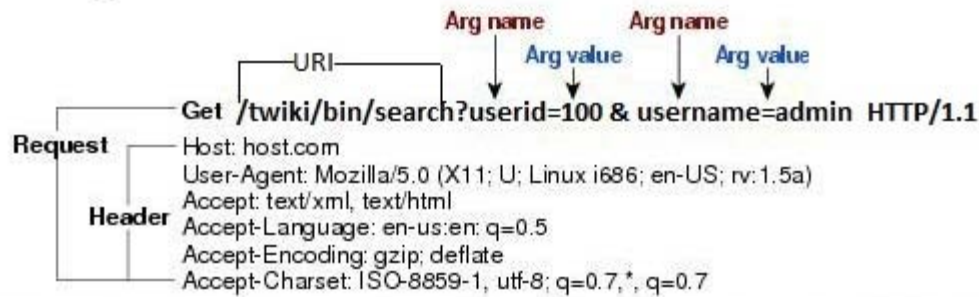 Arg name Arg name
Arg value Arg value
URI
Get /twiki/bin/search?userid=100 & username=admin HTTP/1.1
Request
Host: host.com
User-Agent: Mozilla/5.0 (X11; U; Linux i686; en-US; rv:1.5a)
Accept: text/xml, text/html
Header
Accept-Language: en-us:en: q=0.5
Accept-Encoding: gzip; deflate
Accept-Charset: ISO-8859-1, utf-8; q=0.7,*, q=0.7